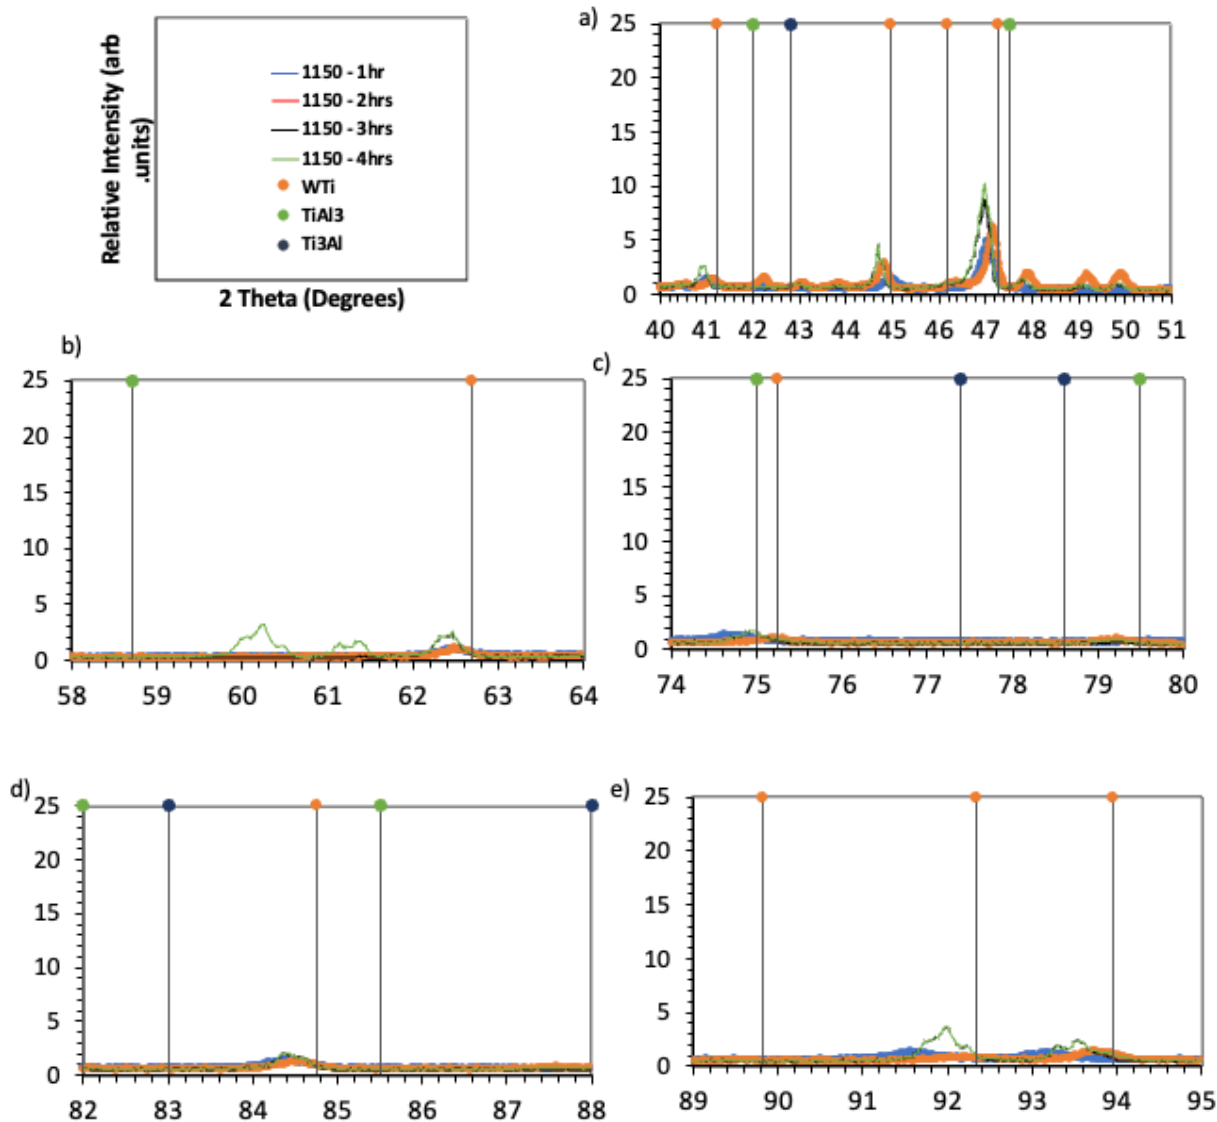 Relative Intensity (arb
.units)
1150 - 1hr
1150 - 2hrs
1150 - 3hrs
1150 - 4hrs
WTi
TiAl3
Ti3Al
2 Theta (Degrees)
a)
25
20
15
10
5
0
40 41 42 43 44 45 46 47 48 49 50 51
b)
25
20
15
10
5
0
58 59 60 61 62 63 64
c)
25
20
15
10
5
0
74 75 76 77 78 79 80
d)
25
20
15
10
5
0
82 83 84 85 86 87 88
e)
25
20
15
10
5
0
89 90 91 92 93 94 95